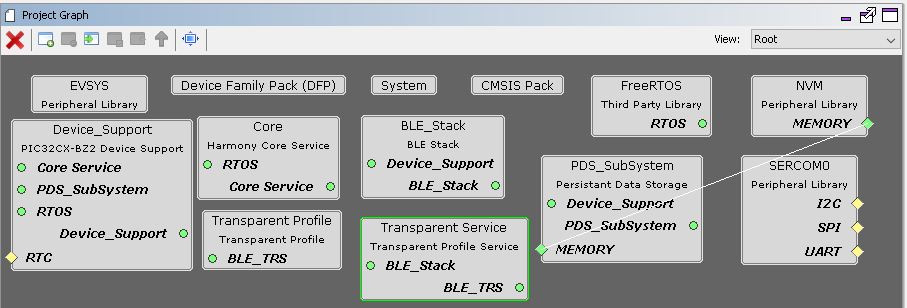 Project Graph
View: Root
EVSYS
Peripheral Library
Device Family Pack (DFP)
System
CMSIS Pack
FreeRTOS
Third Party Library
RTOS
NVM
Peripheral Library
MEMORY
Device_Support
PIC32CX-BZ2 Device Support
Core Service
PDS_SubSystem
RTOS
Device_Support
RTC
Core
Harmony Core Service
RTOS
Core Service
BLE_Stack
BLE Stack
Device_Support
BLE_Stack
PDS_SubSystem
Persistant Data Storage
Device_Support
PDS_SubSystem
MEMORY
SERCOM0
Peripheral Library
I2C
SPI
UART
Transparent Profile
Transparent Profile
BLE_TRS
Transparent Service
Transparent Profile Service
BLE_Stack
BLE_TRS